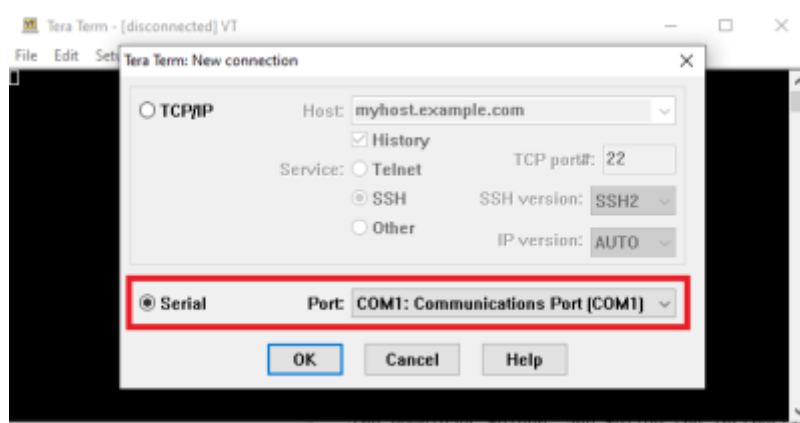 Tera Term - [disconnected] VT
File Edit Set
Tera Term: New connection
TCP/IP Host: myhost.example.com
History
Service: Telnet TCP port#: 22
SSH SSH version: SSH2
Other IP version: AUTO
Serial Port: COM1: Communications Port (COM1)
OK Cancel Help